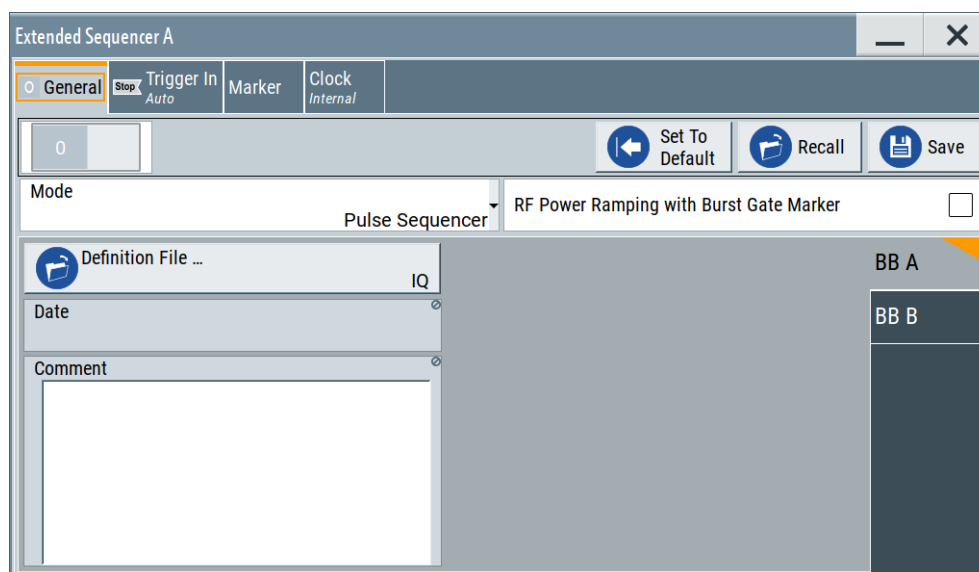 Extended Sequencer A
0 General
Stop Trigger In
Auto
Marker
Clock
Internal
0
Set To
Default
Recall
Save
Mode
Pulse Sequencer
RF Power Ramping with Burst Gate Marker
Definition File ...
IQ
BB A
Date
BB B
Comment